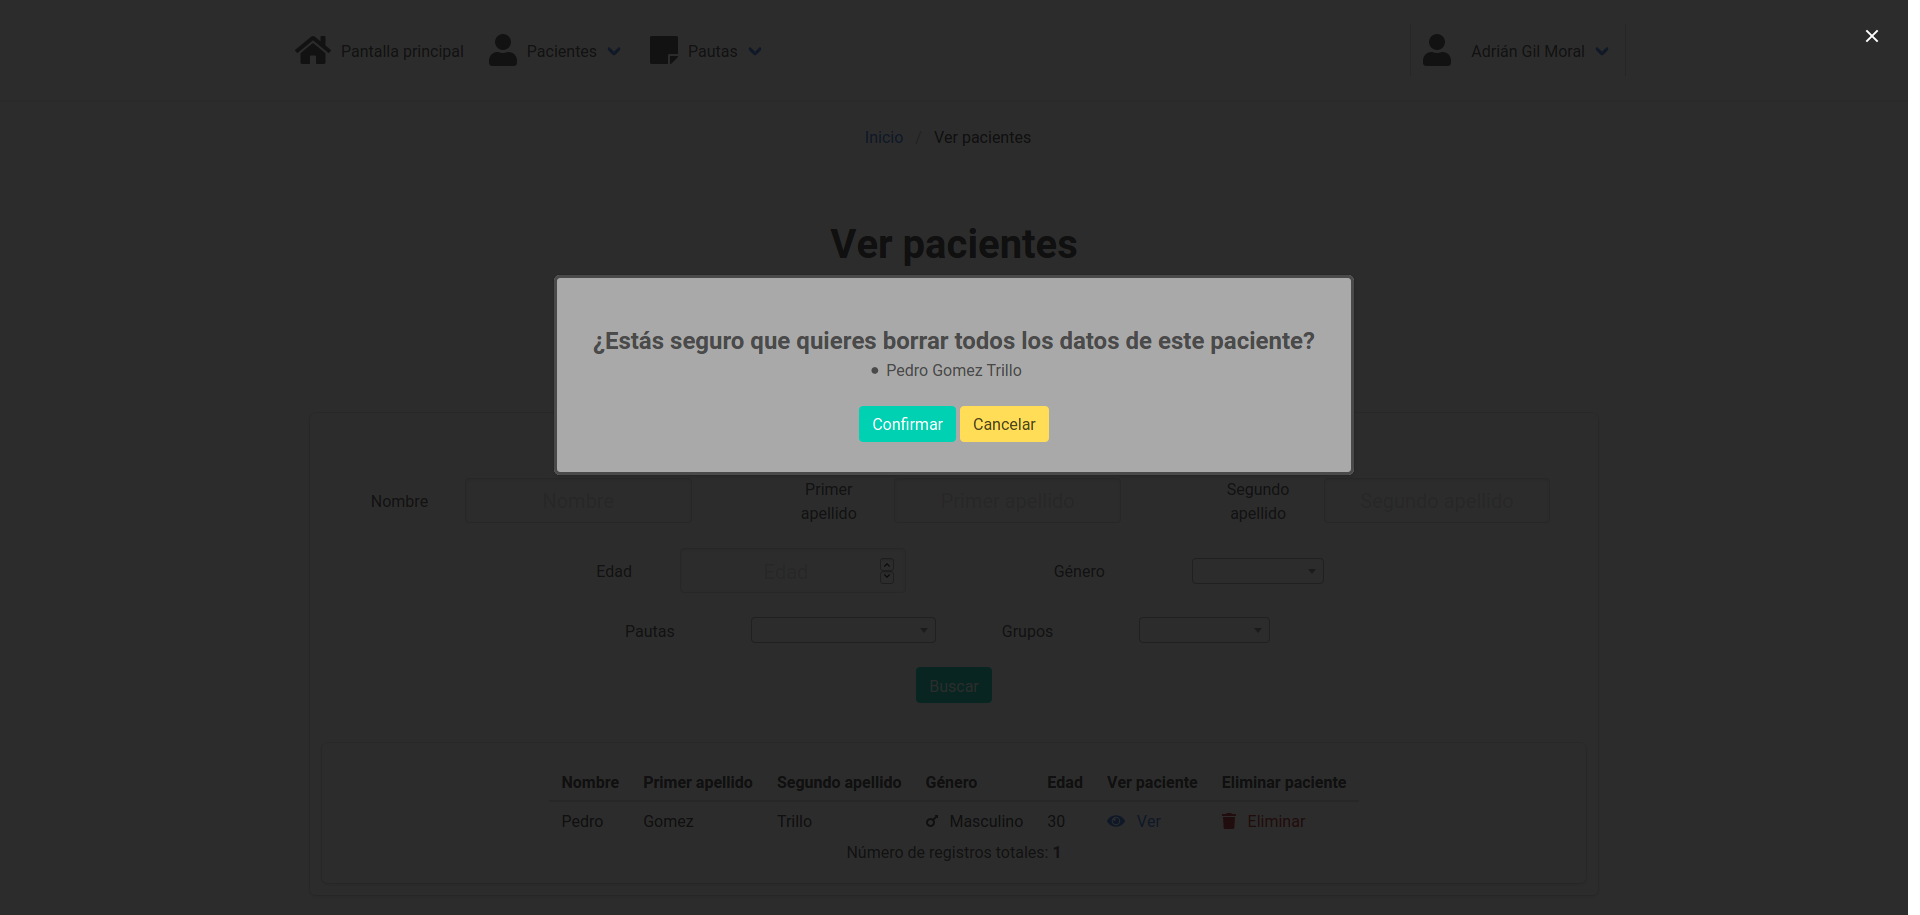 Pantalla principal Pacientes Pautas Adrián Gil Moral
Inicio / Ver pacientes
Ver pacientes
¿Estás seguro que quieres borrar todos los datos de este paciente?
• Pedro Gomez Trillo
Confirmar Cancelar
Nombre Nombre Primer apellido Primer apellido Segundo apellido Segundo apellido
Edad Edad Género
Pautas Grupos
Buscar
Nombre Primer apellido Segundo apellido Género Edad Ver paciente Eliminar paciente
Pedro Gomez Trillo Masculino 30 Ver Eliminar
Número de registros totales: 1